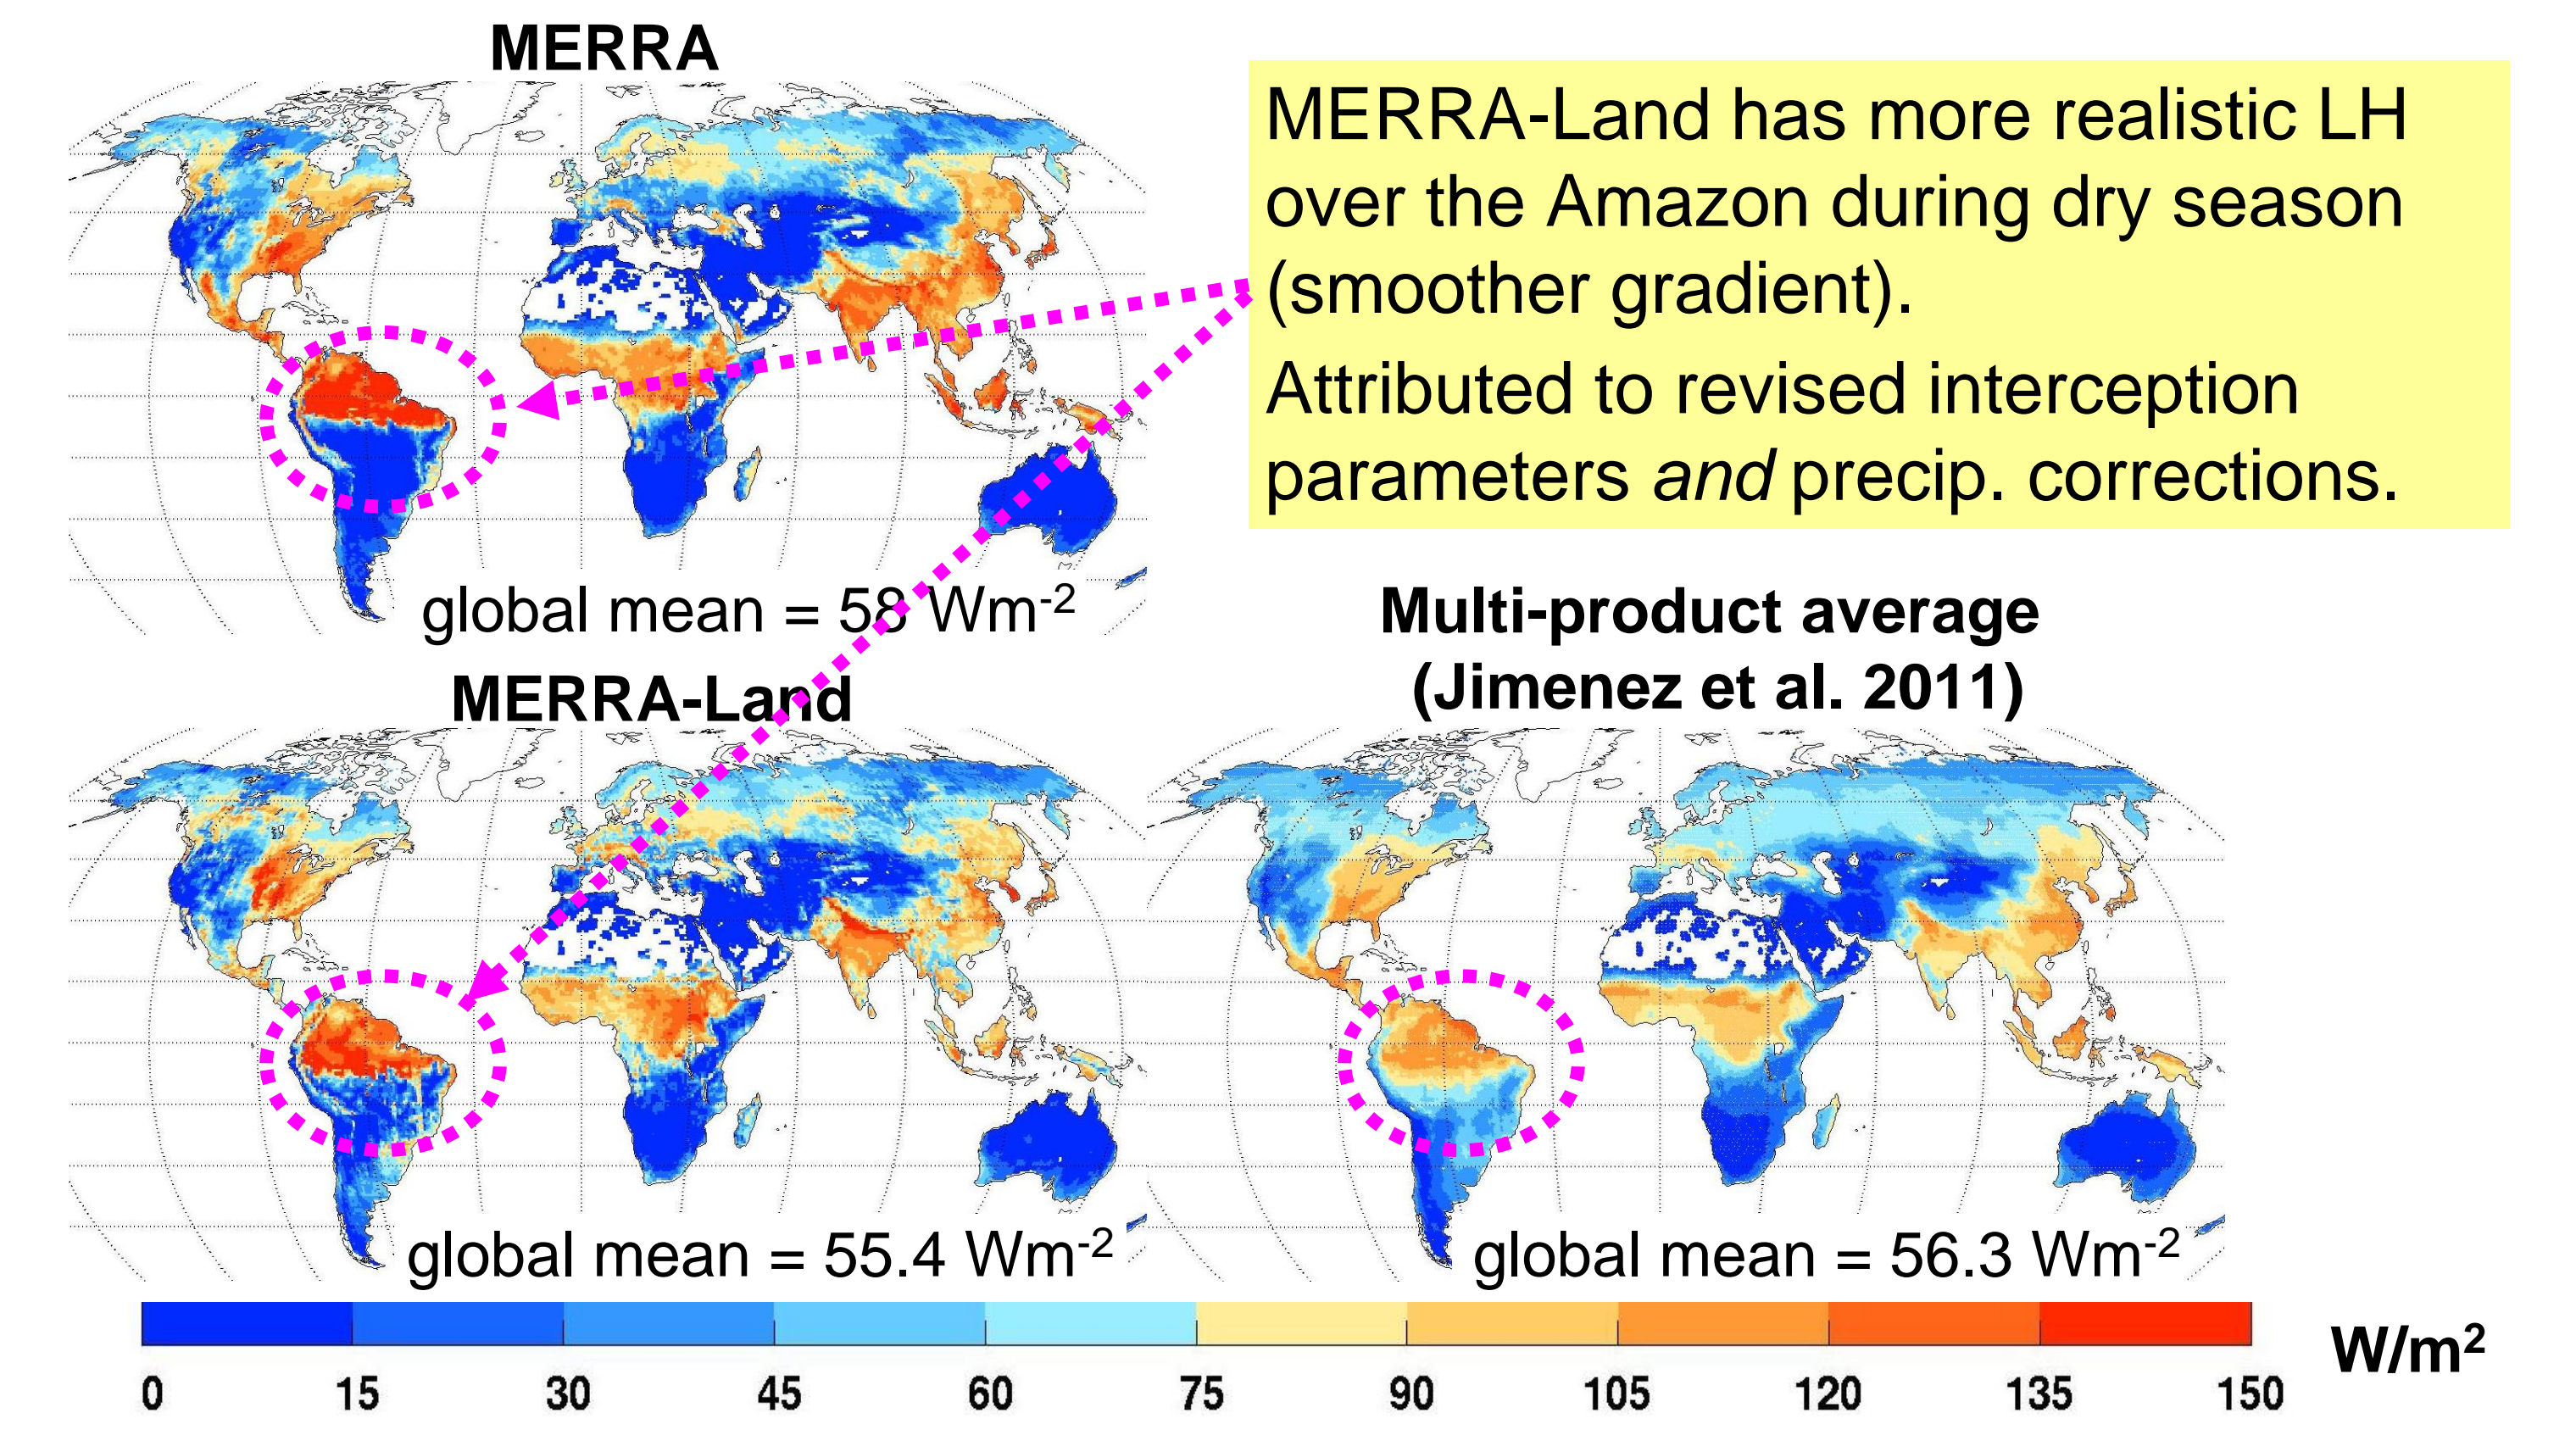 MERRA
MERRA-Land has more realistic LH
over the Amazon during dry season
(smoother gradient).
Attributed to revised interception
parameters and precip. corrections.
global mean = 58 Wm-2
Multi-product average
(Jimenez et al. 2011)
MERRA-Land
global mean = 55.4 Wm-2
global mean = 56.3 Wm-2
W/m2
0 15 30 45 60 75 90 105 120 135 150